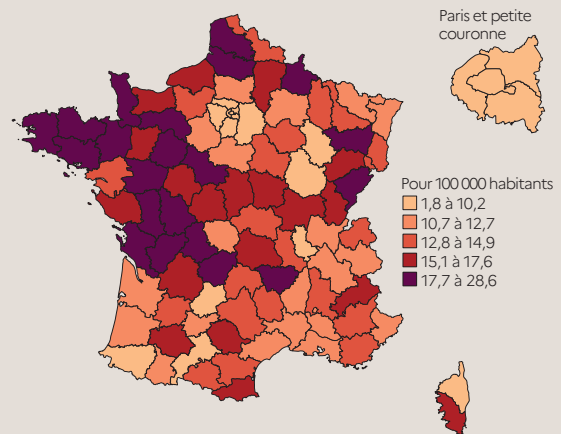 Paris et petite
couronne
Pour 100 000 habitants
1,8 à 10,2
10,7 à 12,7
12,8 à 14,9
15,1 à 17,6
17,7 à 28,6